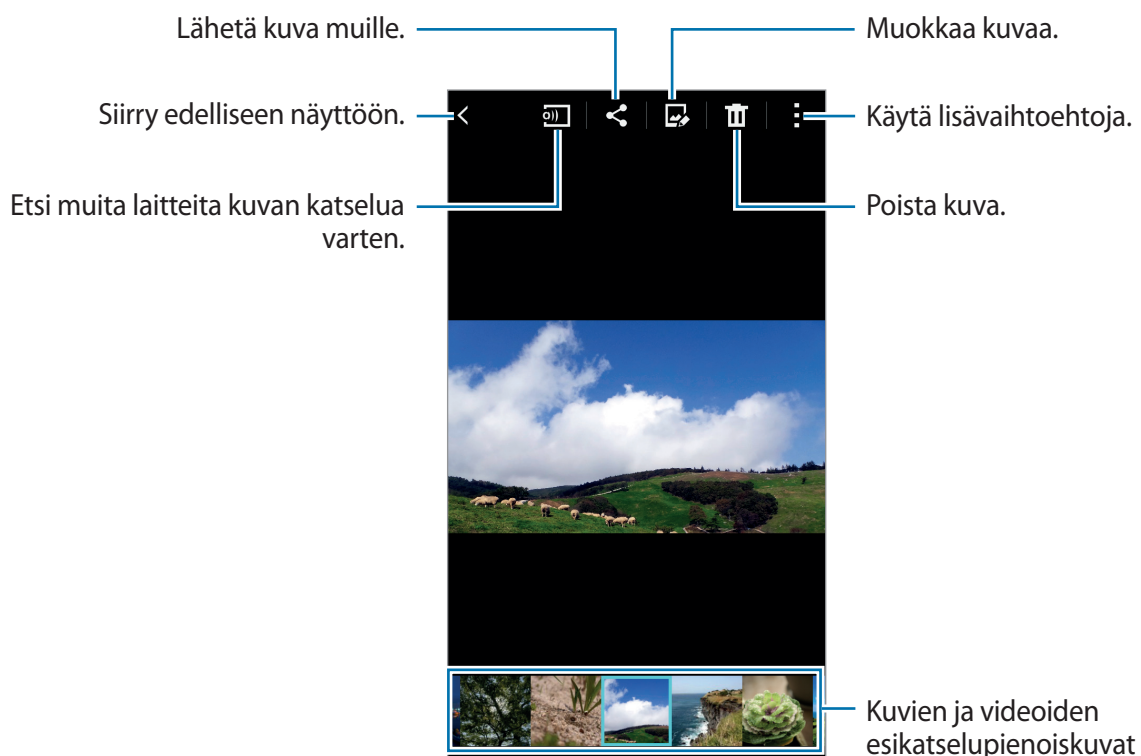 Lähetä kuva muille.
Muokkaa kuvaa.
Siirry edelliseen näyttöön.
Käytä lisävaihtoehtoja.
Etsi muita laitteita kuvan katselua
varten.
Poista kuva.
Kuvien ja videoiden
esikatselupienoiskuvat